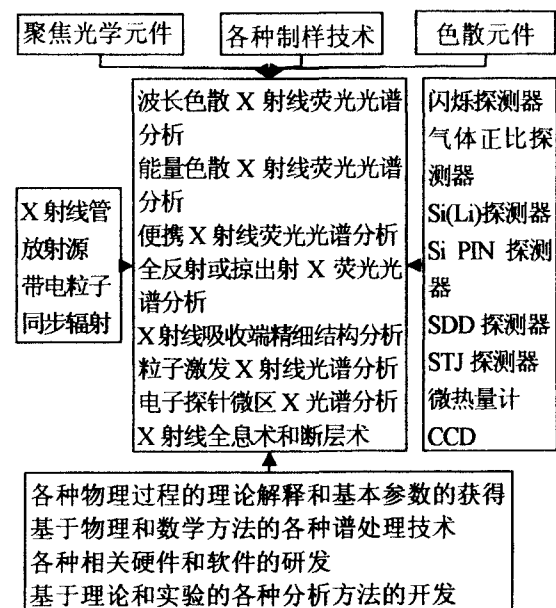 聚焦光学元件
各种制样技术
色散元件
X 射线管
放射源
带电粒子
同步辐射
波长色散 X 射线荧光光谱
分析
能量色散 X 射线荧光光谱
分析
便携 X 射线荧光光谱分析
全反射或掠出射 X 荧光光
谱分析
X 射线吸收端精细结构分析
粒子激发 X 射线光谱分析
电子探针微区 X 光谱分析
X 射线全息术和断层术
闪烁探测器
气体正比探
测器
Si(Li)探测器
Si PIN 探测
器
SDD 探测器
STJ 探测器
微热量计
CCD
各种物理过程的理论解释和基本参数的获得
基于物理和数学方法的各种谱处理技术
各种相关硬件和软件的研发
基于理论和实验的各种分析方法的开发